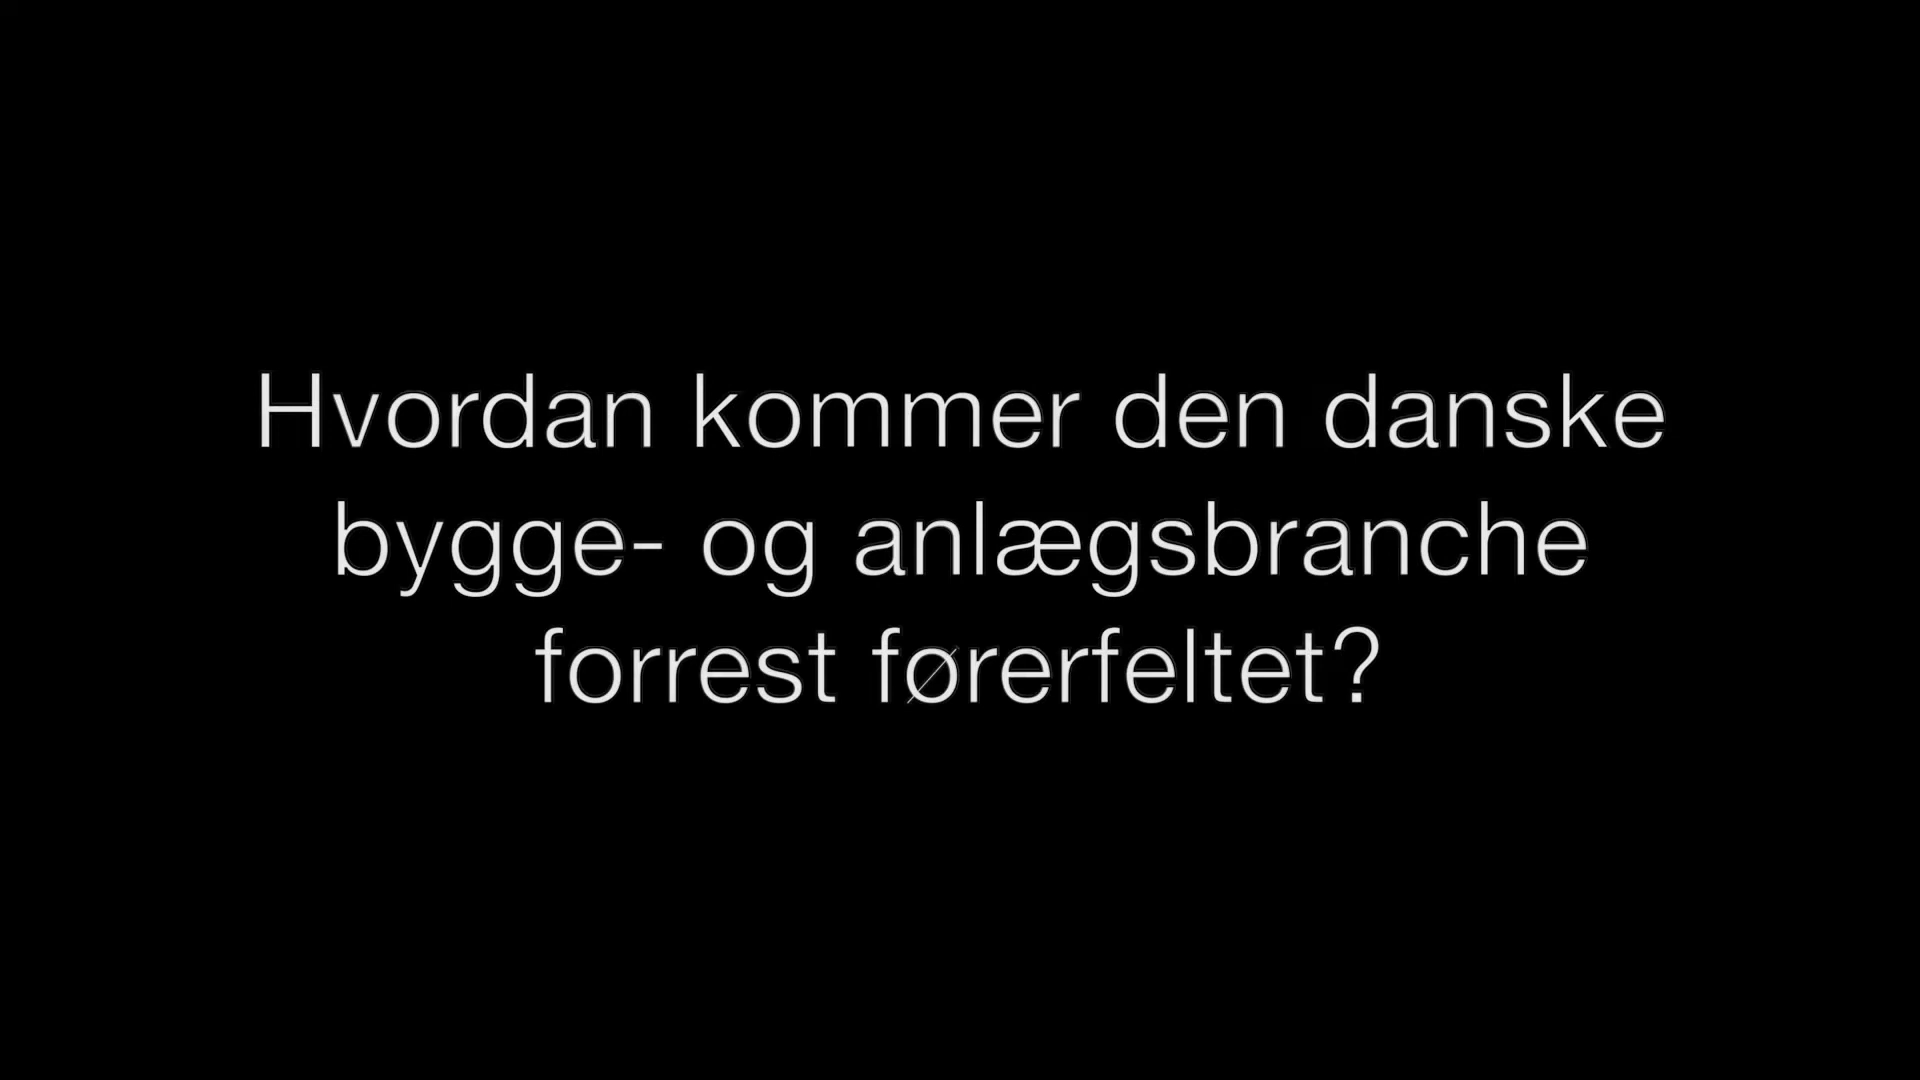 Hvordan kommer den danske
bygge- og anlægsbranche
forrest førerfeltet?